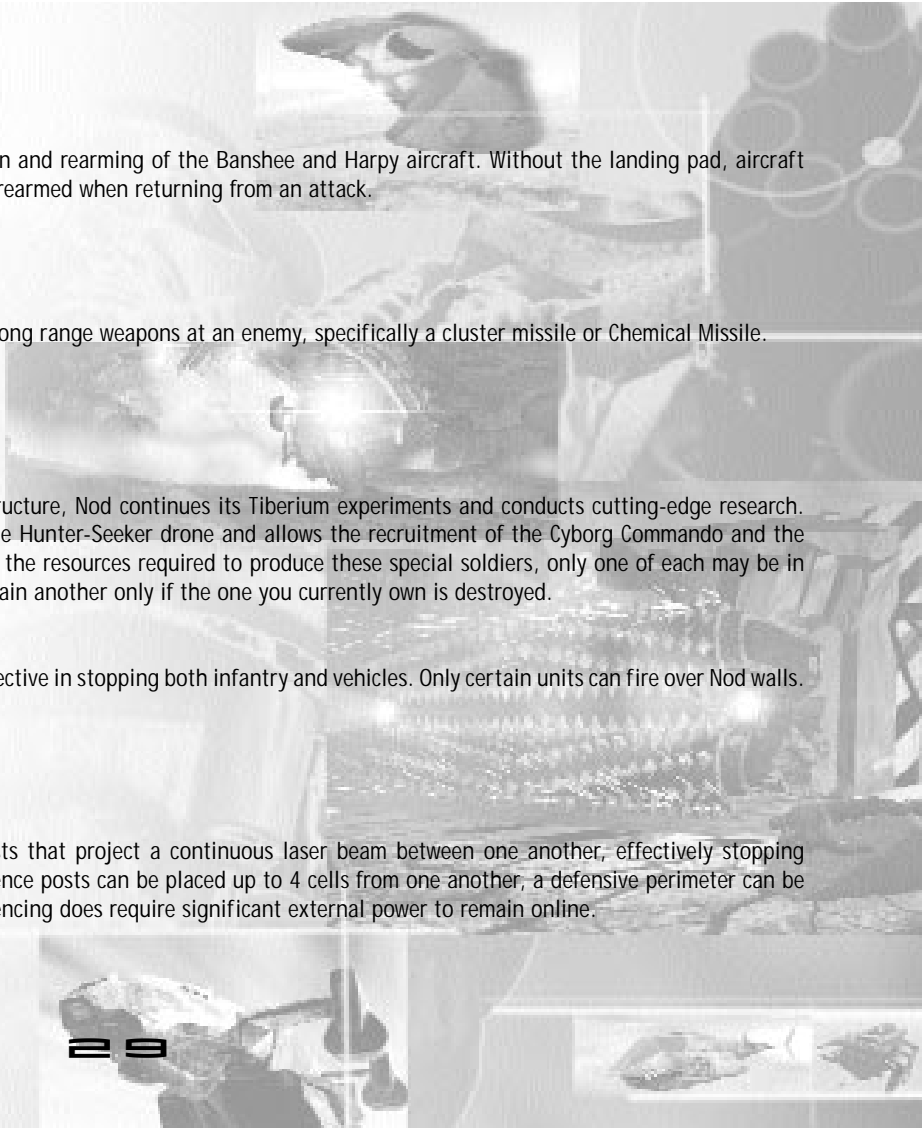 n and rearming of the Banshee and Harpy aircraft. Without the landing pad, aircraft
rearmed when returning from an attack.
ong range weapons at an enemy, specifically a cluster missile or Chemical Missile.
ructure, Nod continues its Tiberium experiments and conducts cutting-edge research.
e Hunter-Seeker drone and allows the recruitment of the Cyborg Commando and the
the resources required to produce these special soldiers, only one of each may be in
ain another only if the one you currently own is destroyed.
ective in stopping both infantry and vehicles. Only certain units can fire over Nod walls.
sts that project a continuous laser beam between one another, effectively stopping
ence posts can be placed up to 4 cells from one another, a defensive perimeter can be
encing does require significant external power to remain online.
29